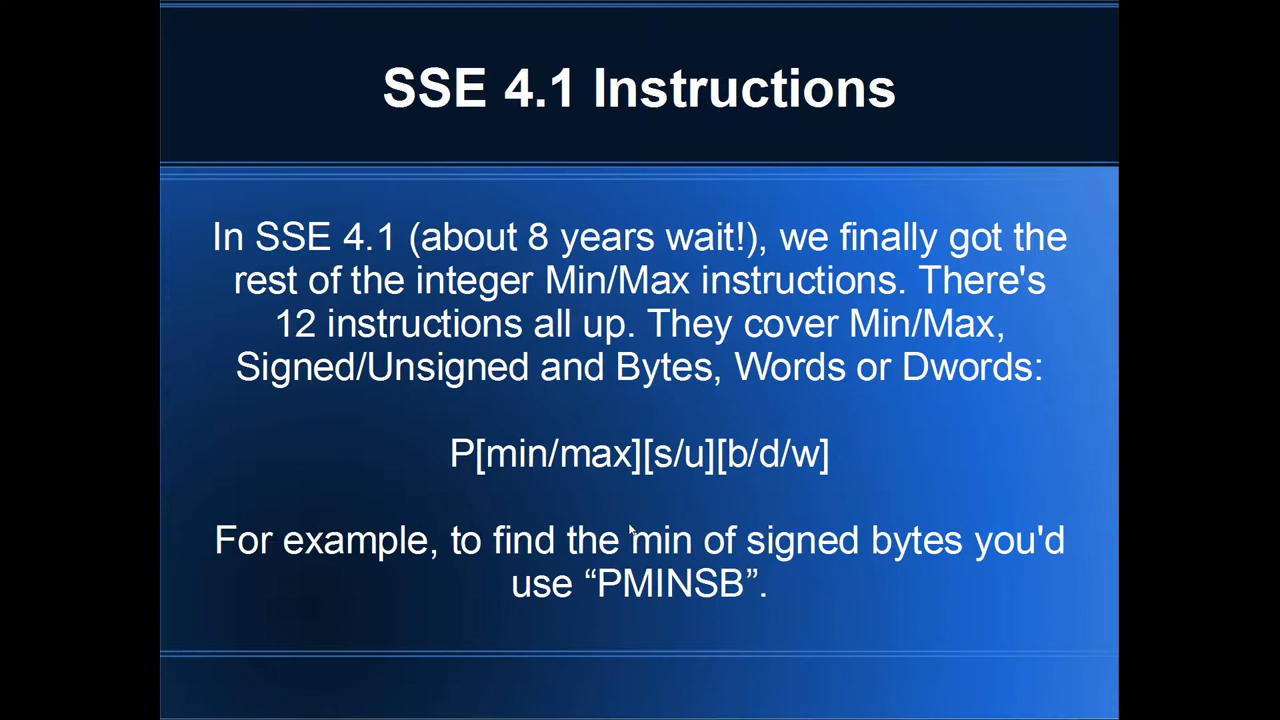 SSE 4.1 Instructions
In SSE 4.1 (about 8 years wait!), we finally got the
rest of the integer Min/Max instructions. There's
12 instructions all up. They cover Min/Max,
Signed/Unsigned and Bytes, Words or Dwords:
P[min/max][s/u][b/d/w]
For example, to find the min of signed bytes you'd
use “PMINSB”.